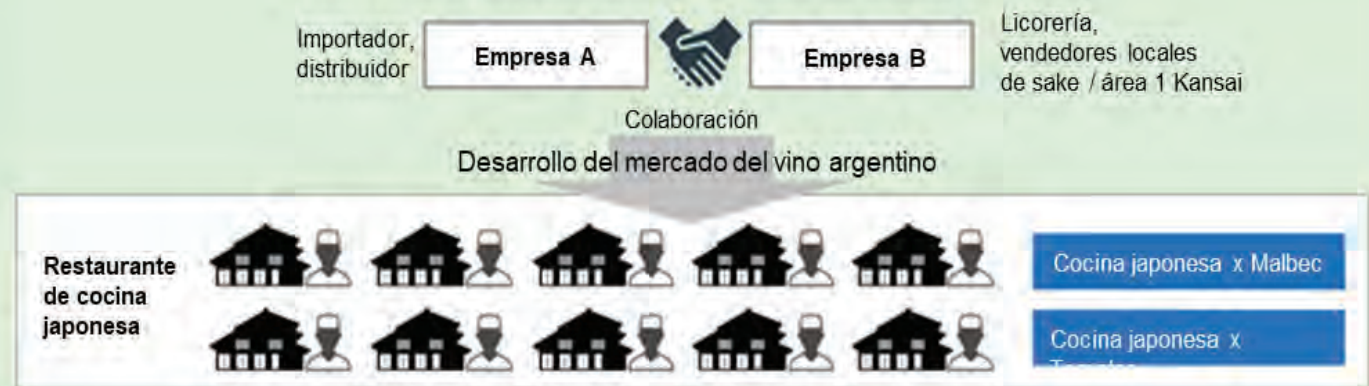 Importador,
distribuidor
Empresa A
Empresa B
Licorería,
vendedores locales
de sake / área 1 Kansai
Colaboración
Desarrollo del mercado del vino argentino
Restaurante
de cocina
japonesa
Cocina japonesa x Malbec
Cocina japonesa x